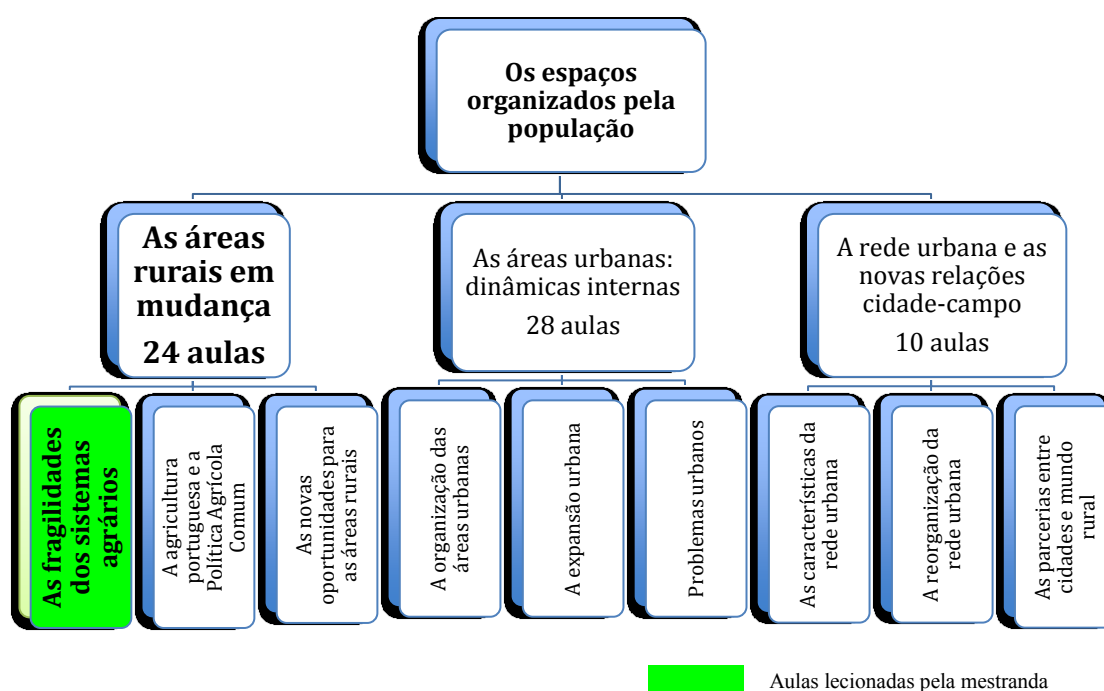 Os espaços
organizados pela
população
As áreas
rurais em
mudança
24 aulas
As áreas urbanas:
dinâmicas internas
28 aulas
A rede urbana e as
novas relações
cidade-campo
10 aulas
As fragilidades
dos sistemas
agrários
A agricultura
portuguesa e a
Política Agrícola
Comum
As novas
oportunidades para
as áreas rurais
A organização das
áreas urbanas
A expansão urbana
Problemas urbanos
As características da
rede urbana
A reorganização da
rede urbana
As parcerias entre
cidades e mundo
rural
Aulas lecionadas pela mestranda